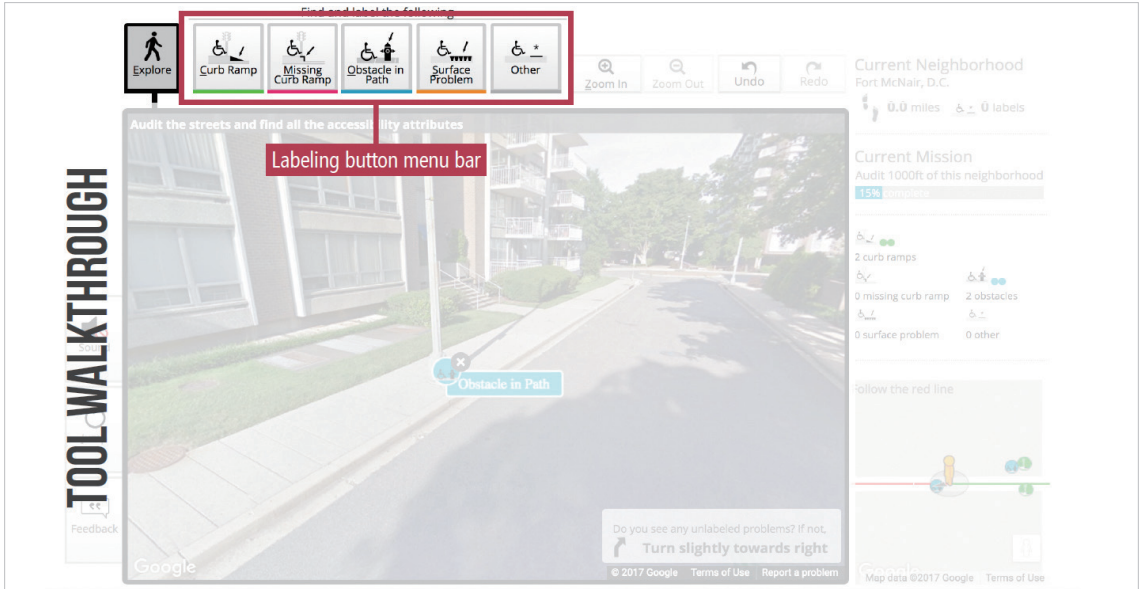 Find and label the following
Explore
Curb Ramp
Missing
Curb Ramp
Obstacle in
Path
Surface
Problem
Other
Zoom In
Zoom Out
Undo
Redo
Current Neighborhood
Fort McNair, D.C.
0.0 miles
0 labels
Audit the streets and find all the accessibility attributes
Labeling button menu bar
Current Mission
Audit 1000ft of this neighborhood
15% complete
2 curb ramps
0 missing curb ramp
2 obstacles
0 surface problem
0 other
TOOL WALKTHROUGH
Sound
Feedback
Obstacle in Path
Follow the red line
Do you see any unlabeled problems? If not,
Turn slightly towards right
Google
© 2017 Google Terms of Use Report a problem
Google
Map data ©2017 Google Terms of Use